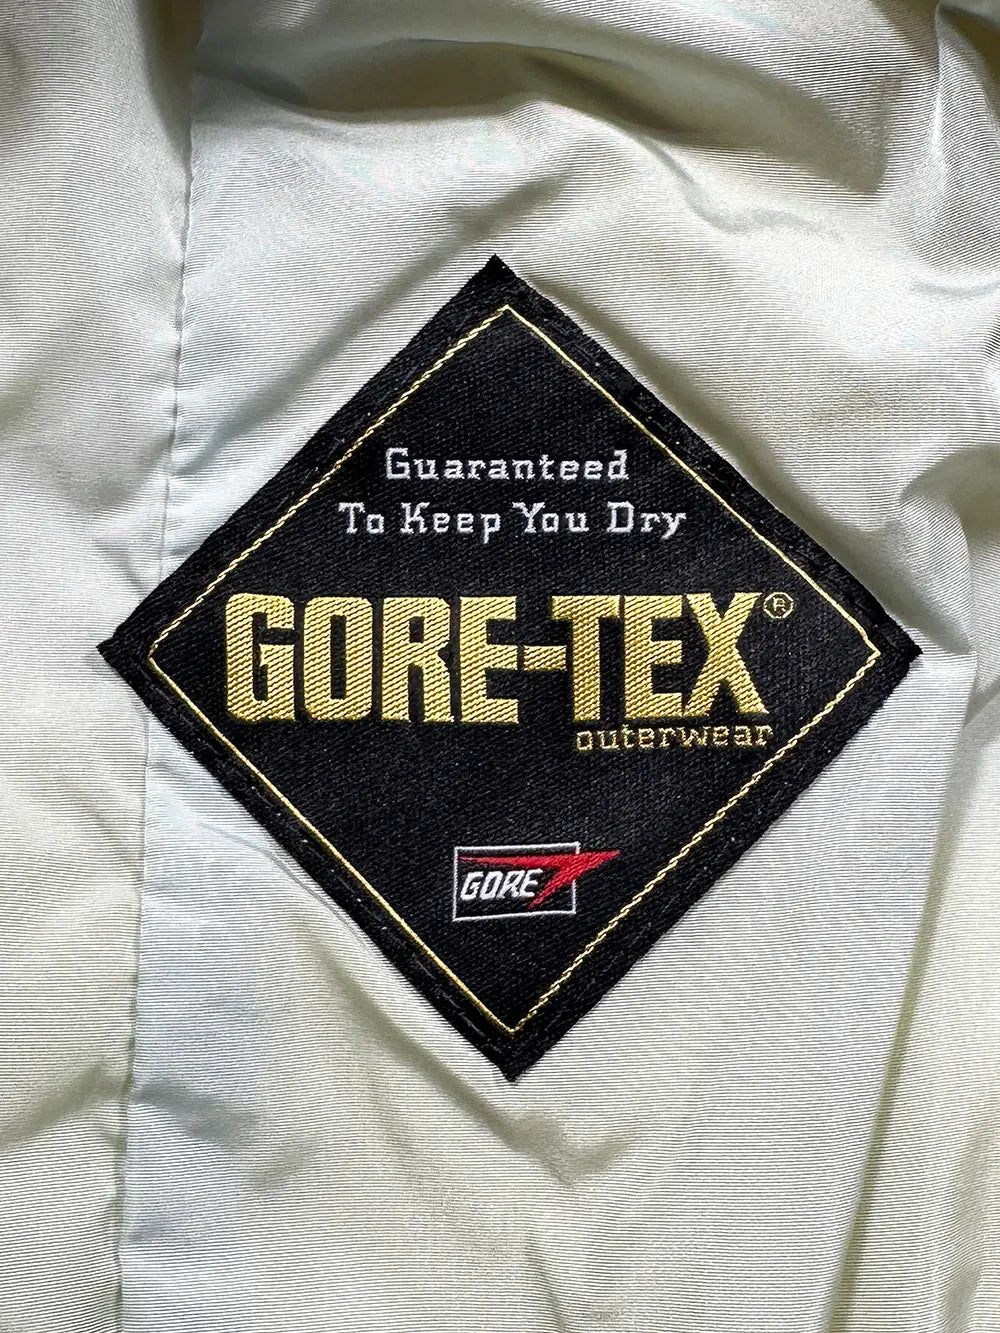 Guaranteed
To Keep You Dry
GORE-TEX®
outerwear
GORE